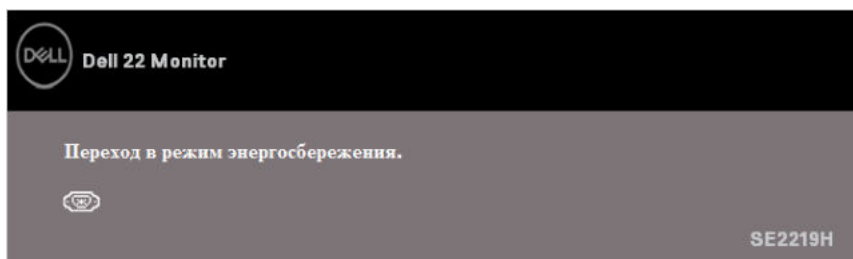 DELL
Dell 22 Monitor
Переход в режим энергосбережения.
SE2219H